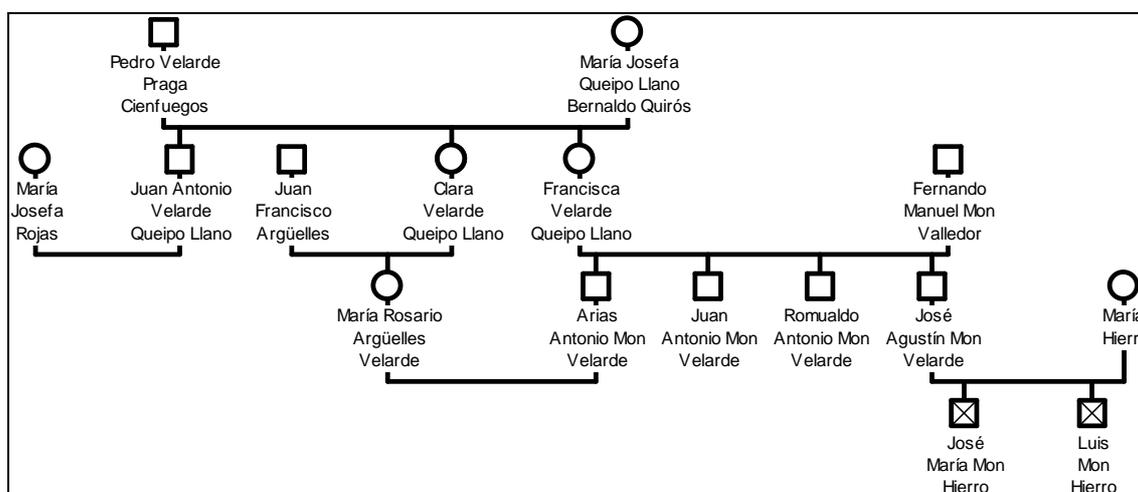 Pedro Velarde
Praga
Cienfuegos
María Josefa
Queipo Llano
Bernaldo Quirós
María
Josefa
Rojas
Juan Antonio
Velarde
Queipo Llano
Juan
Francisco
Argüelles
Clara
Velarde
Queipo Llano
Francisca
Velarde
Queipo Llano
Fernando
Manuel Mon
Valledor
María Rosario
Argüelles
Velarde
Arias
Antonio Mon
Velarde
Juan
Antonio Mon
Velarde
Romualdo
Antonio Mon
Velarde
José
Agustín Mon
Velarde
María
Hierr
José
María Mon
Hierro
Luis
Mon
Hierro